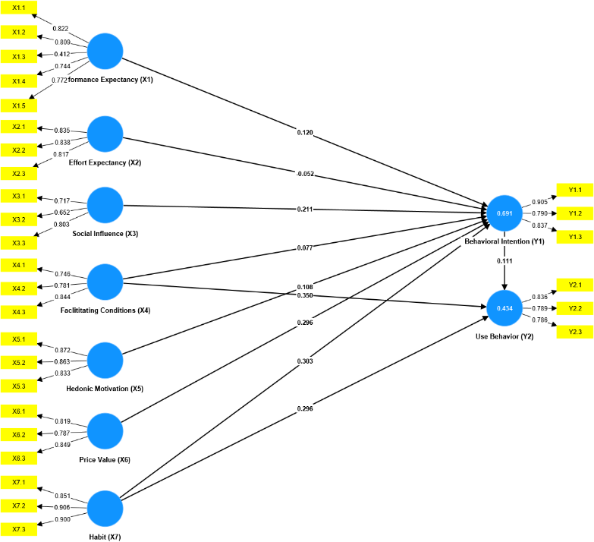 X1.1
0.822
X1.2
0.809
X1.3
0.412
X1.4
0.744
X1.5
0.772
formance Expectancy (X1)
0.120
X2.1
0.835
X2.2
0.838
X2.3
0.817
Effort Expectancy (X2)
-0.052
X3.1
0.717
X3.2
0.652
X3.3
0.803
Social Influence (X3)
0.211
X4.1
0.746
X4.2
0.781
X4.3
0.844
Faclititating Conditions (X4)
0.077
0.350
X5.1
0.872
X5.2
0.863
X5.3
0.833
Hedonic Motivation (X5)
0.108
X6.1
0.819
X6.2
0.787
X6.3
0.849
Price Value (X6)
0.296
X7.1
0.851
X7.2
0.906
X7.3
0.900
Habit (X7)
0.303
0.296
0.691
Behavioral Intention (Y1)
0.905
Y1.1
0.790
Y1.2
0.837
Y1.3
0.111
0.434
Use Behavior (Y2)
0.836
Y2.1
0.789
Y2.2
0.786
Y2.3